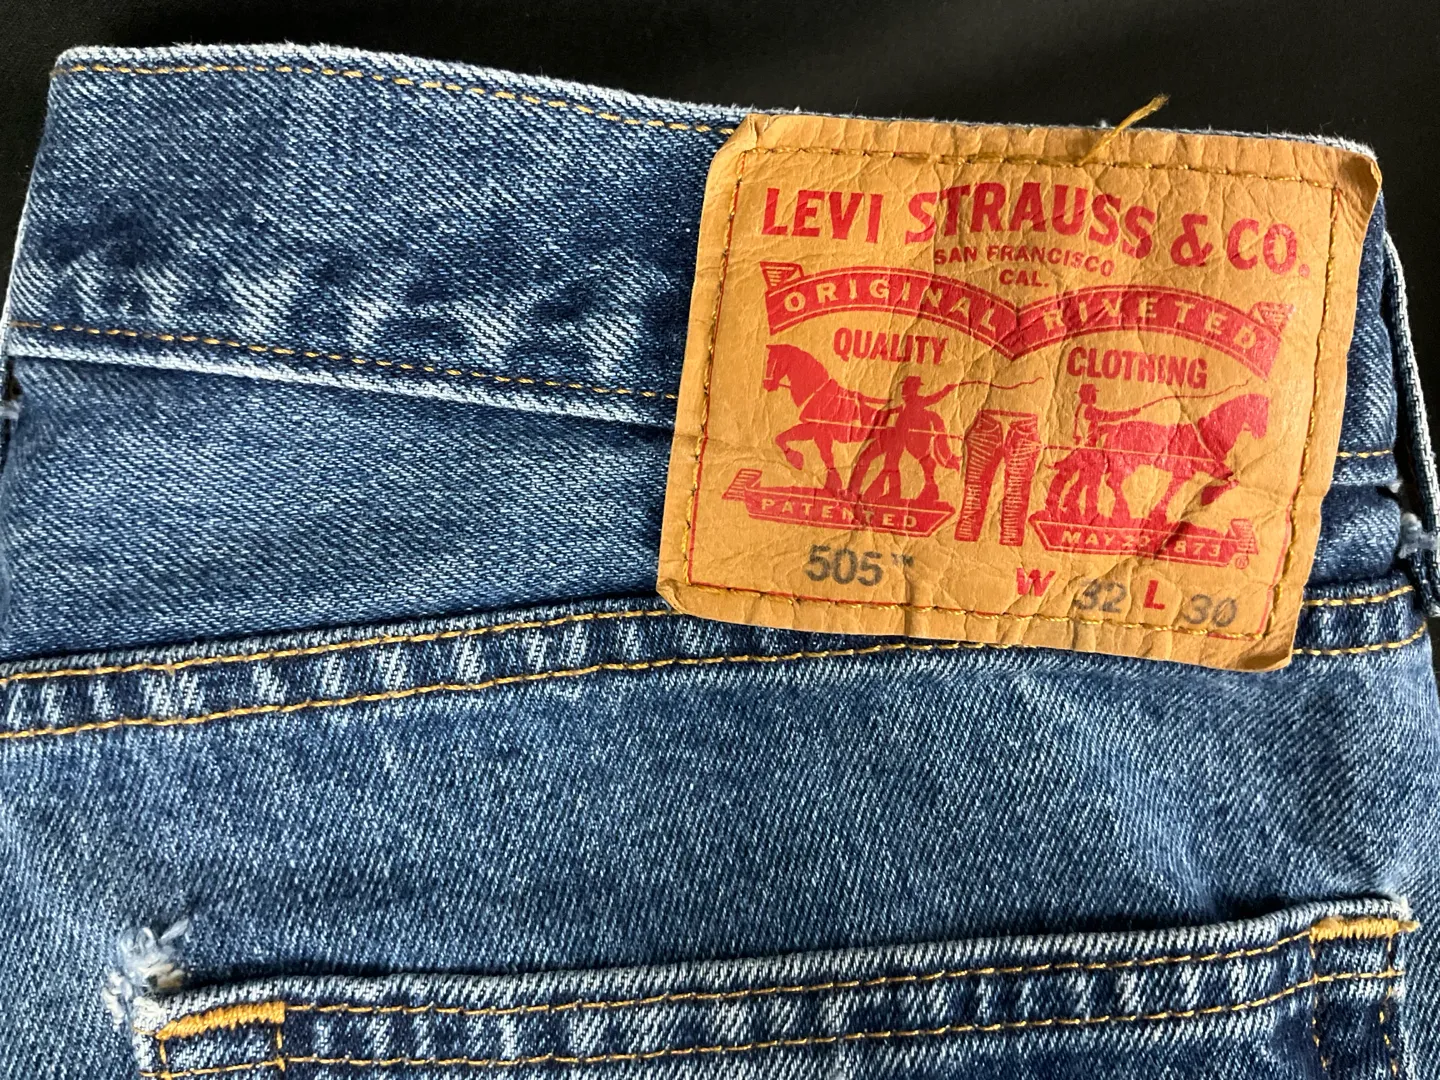 LEVI STRAUSS & CO.
SAN FRANCISCO
CAL.
ORIGINAL RIVETED
QUALITY CLOTHING
PATENTED MAY 20 1873 ®
505™ W 32 L 30